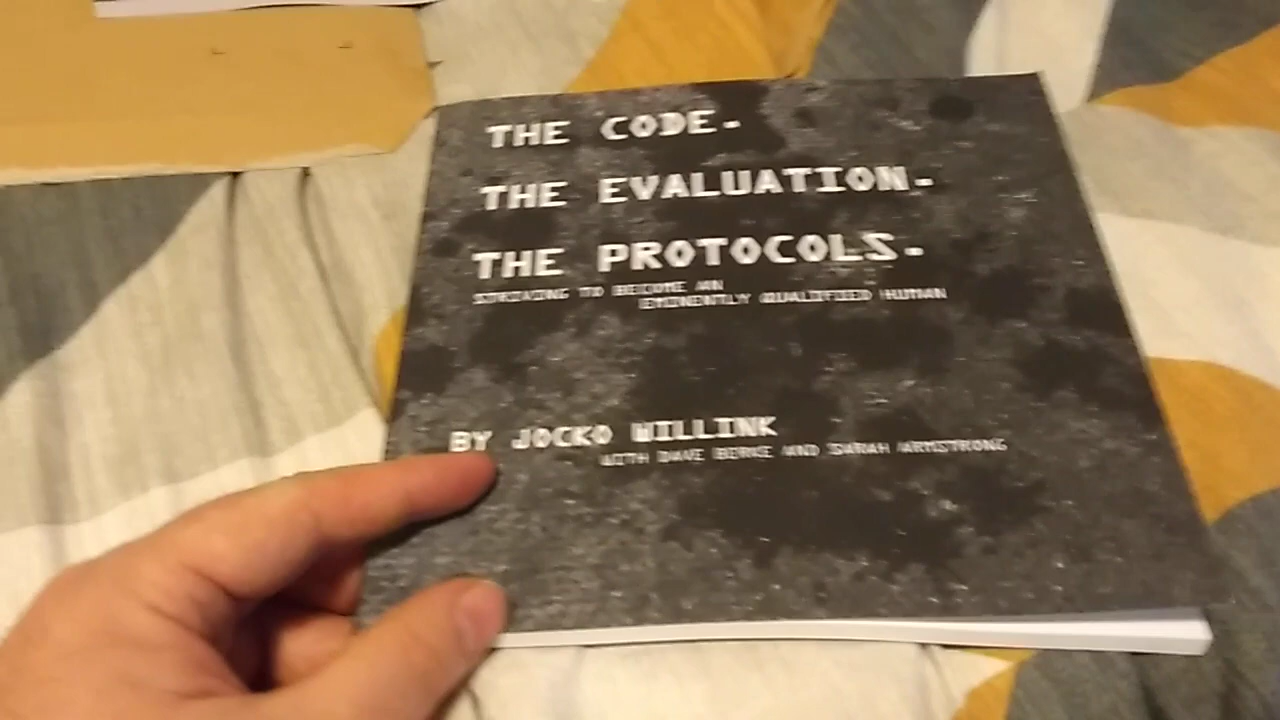 THE CODE.
THE EVALUATION.
THE PROTOCOLS.
STRIVING TO BECOME AN
EMINENTLY QUALIFIED HUMAN
BY JOCKO WILLINK
WITH DAVE BERKE AND SARAH ARMSTRONG